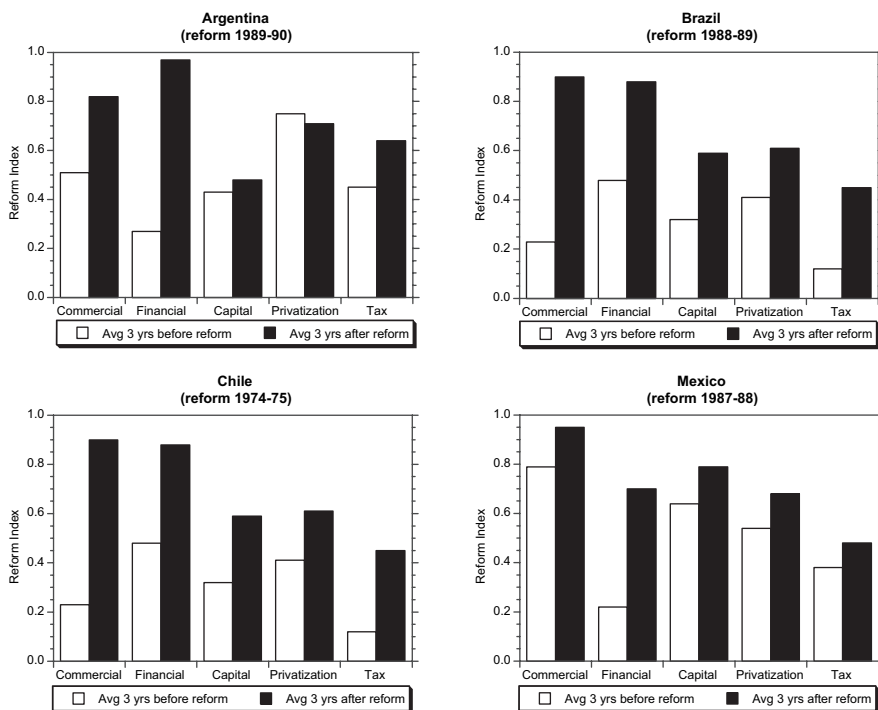 Argentina
(reform 1989-90)
Reform Index
1.0
0.8
0.6
0.4
0.2
0.0
Commercial Financial Capital Privatization Tax
Avg 3 yrs before reform Avg 3 yrs after reform
Brazil
(reform 1988-89)
Reform Index
1.0
0.8
0.6
0.4
0.2
0.0
Commercial Financial Capital Privatization Tax
Avg 3 yrs before reform Avg 3 yrs after reform
Chile
(reform 1974-75)
Reform Index
1.0
0.8
0.6
0.4
0.2
0.0
Commercial Financial Capital Privatization Tax
Avg 3 yrs before reform Avg 3 yrs after reform
Mexico
(reform 1987-88)
Reform Index
1.0
0.8
0.6
0.4
0.2
0.0
Commercial Financial Capital Privatization Tax
Avg 3 yrs before reform Avg 3 yrs after reform